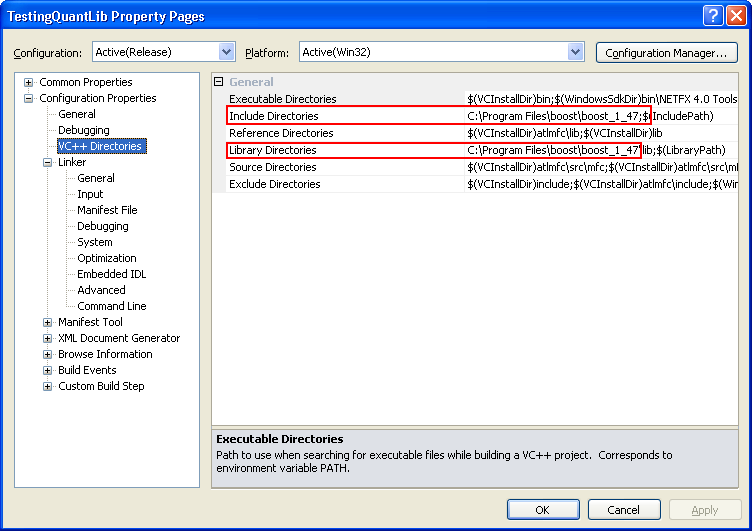 TestingQuantLib Property Pages
Configuration: Active(Release) Platform: Active(Win32) Configuration Manager...
Common Properties
Configuration Properties
General
Debugging
VC++ Directories
Linker
General
Input
Manifest File
Debugging
System
Optimization
Embedded IDL
Advanced
Command Line
Manifest Tool
XML Document Generator
Browse Information
Build Events
Custom Build Step
General
Executable Directories $(VCInstallDir)bin;$(WindowsSdkDir)bin\NETFX 4.0 Tools
Include Directories C:\Program Files\boost\boost_1_47;$(IncludePath)
Reference Directories $(VCInstallDir)atlmfc\lib;$(VCInstallDir)lib
Library Directories C:\Program Files\boost\boost_1_47\lib;$(LibraryPath)
Source Directories $(VCInstallDir)atlmfc\src\mfc;$(VCInstallDir)atlmfc\src\m
Exclude Directories $(VCInstallDir)include;$(VCInstallDir)atlmfc\include;$(Win
Executable Directories
Path to use when searching for executable files while building a VC++ project. Corresponds to
environment variable PATH.
OK Cancel Apply